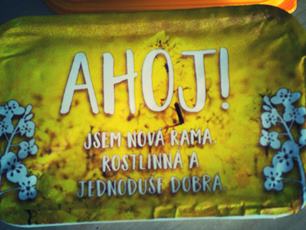 AHOJ!
JSEM NOVÁ RAMA.
ROSTLINNÁ A
JEDNODUŠE DOBRÁ